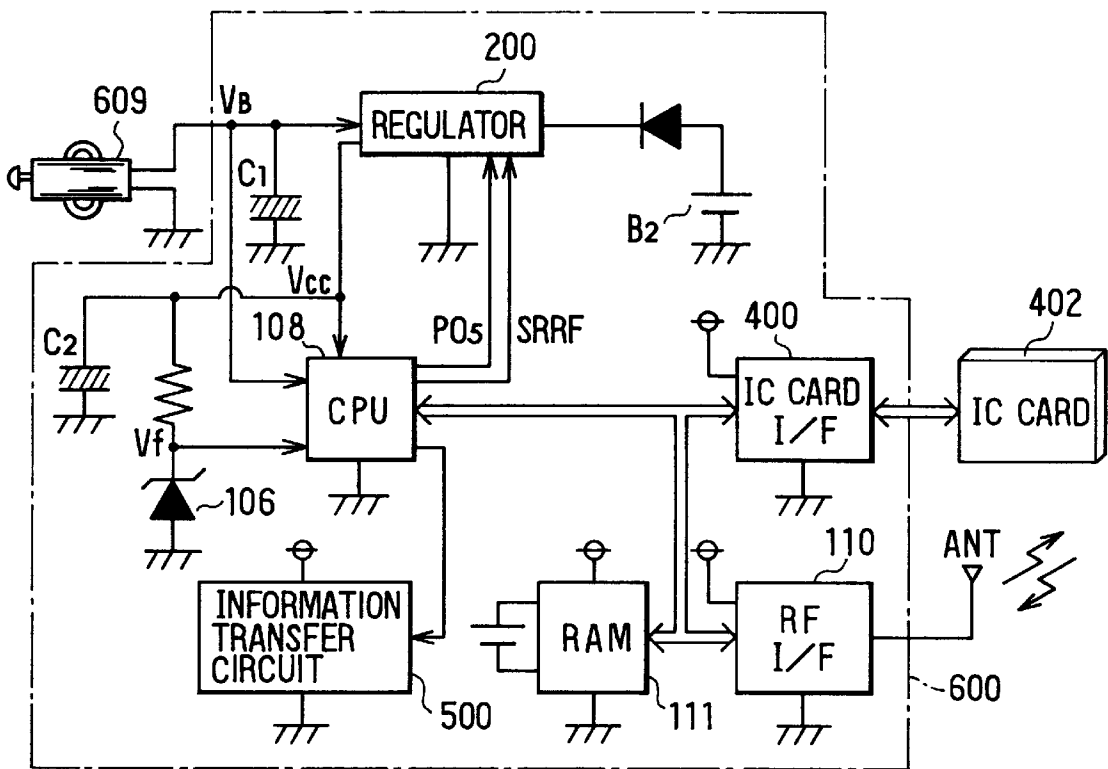 200
609
VB
REGULATOR
C1
B2
Vcc
108
PO5
SRRF
400
402
C2
CPU
IC CARD
I/F
IC CARD
Vf
106
110
ANT
INFORMATION
TRANSFER
CIRCUIT
RAM
RF
I/F
500
111
600